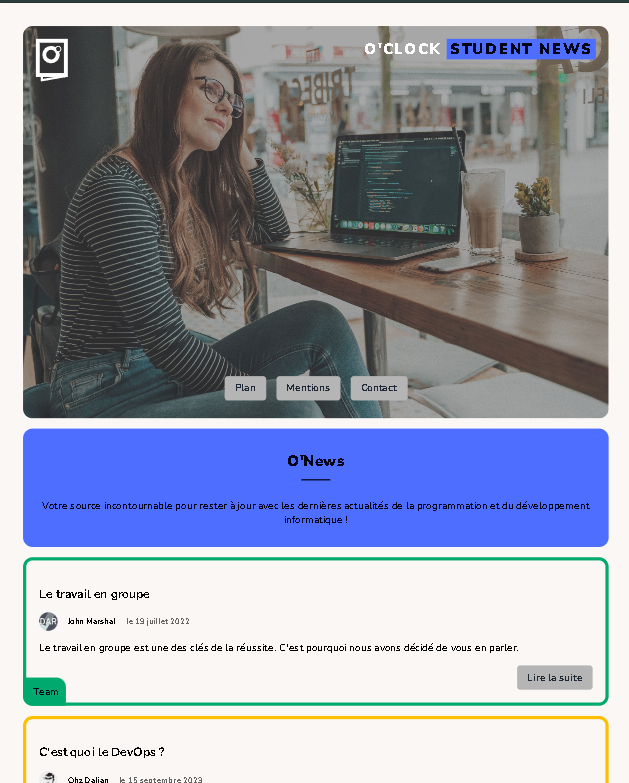 O'CLOCK STUDENT NEWS
TRIBE
Plan
Mentions
Contact
O'News
Votre source incontournable pour rester à jour avec les dernières actualités de la programmation et du développement
informatique !
Le travail en groupe
DAR
John Marshal
le 19 juillet 2022
Le travail en groupe est une des clés de la réussite. C'est pourquoi nous avons décidé de vous en parler.
Lire la suite
Team
C'est quoi le DevOps ?
Ohz Dalian
le 15 septembre 2023